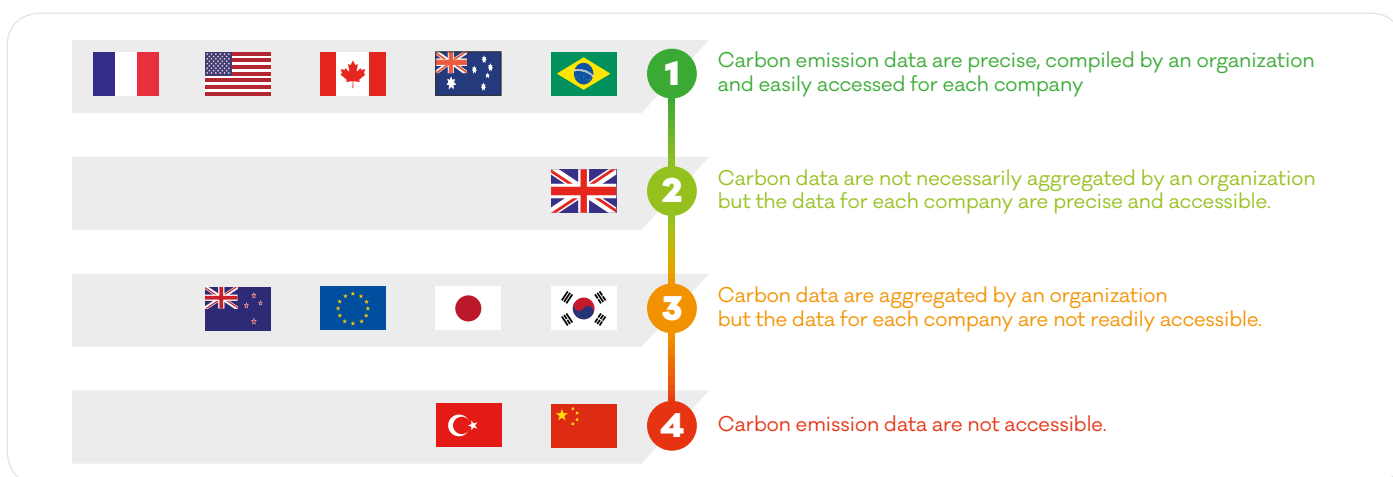 1
Carbon emission data are precise, compiled by an organization
and easily accessed for each company
2
Carbon data are not necessarily aggregated by an organization
but the data for each company are precise and accessible.
3
Carbon data are aggregated by an organization
but the data for each company are not readily accessible.
4
Carbon emission data are not accessible.